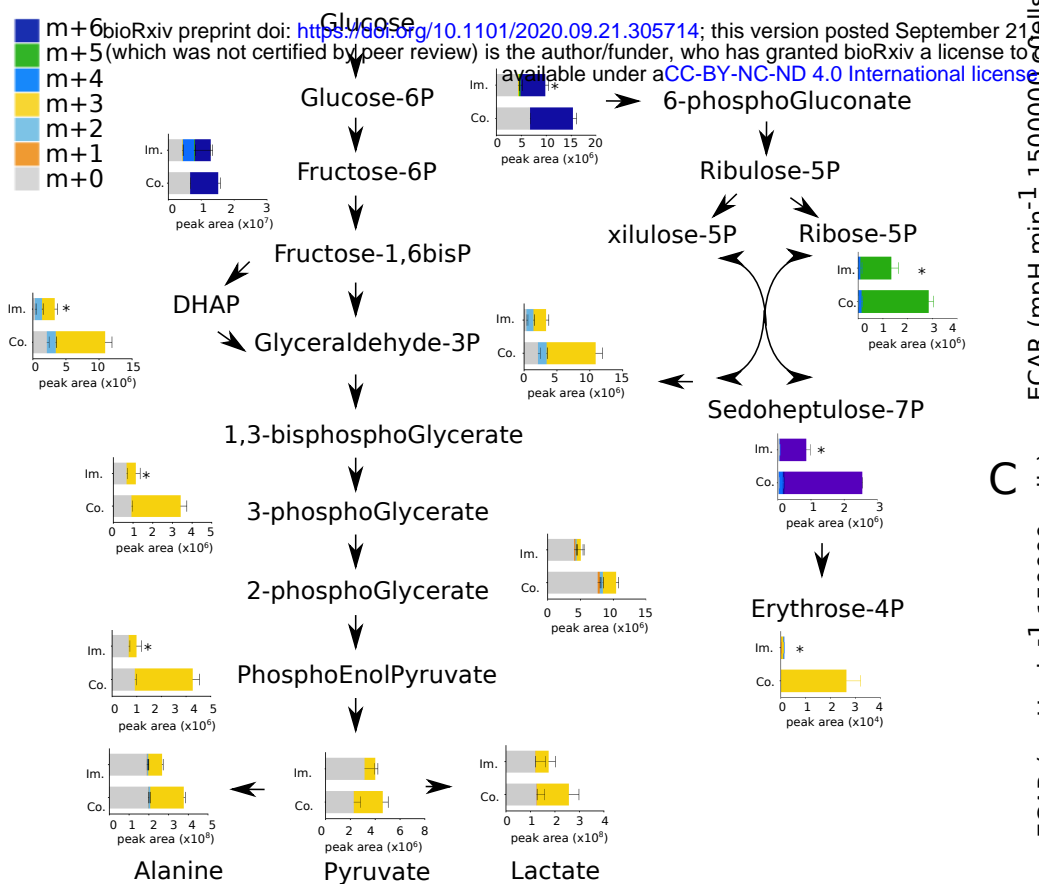 Glucose
m+6
bioRxiv preprint doi: https://doi.org/10.1101/2020.09.21.305714; this version posted September 21
m+5
(which was not certified by peer review) is the author/funder, who has granted bioRxiv a license to
m+4
available under aCC-BY-NC-ND 4.0 International license
m+3
m+2
m+1
m+0
Glucose-6P
Im.
*
Co.
0 5 10 15 20
peak area (x10⁶)
6-phosphoGluconate
Im.
Co.
0 1 2 3
peak area (x10⁷)
Fructose-6P
Ribulose-5P
xilulose-5P
Ribose-5P
Fructose-1,6bisP
Im.
*
Co.
0 1 2 3 4
peak area (x10⁶)
DHAP
Im.
*
Co.
0 5 10 15
peak area (x10⁶)
Glyceraldehyde-3P
Im.
Co.
0 5 10 15
peak area (x10⁶)
Sedoheptulose-7P
1,3-bisphosphoGlycerate
Im.
*
Co.
0 1 2 3
peak area (x10⁶)
C
Im.
*
Co.
0 1 2 3 4 5
peak area (x10⁶)
3-phosphoGlycerate
Im.
Co.
0 5 10 15
peak area (x10⁶)
2-phosphoGlycerate
Erythrose-4P
Im.
*
Co.
0 1 2 3 4
peak area (x10⁴)
Im.
*
Co.
0 1 2 3 4 5
peak area (x10⁶)
PhosphoEnolPyruvate
Im.
Co.
0 1 2 3 4 5
peak area (x10⁸)
Alanine
Im.
Co.
0 2 4 6 8
peak area (x10⁶)
Pyruvate
Im.
Co.
0 1 2 3 4
peak area (x10⁸)
Lactate
ECAR (mpH min⁻¹ 1500000 cells